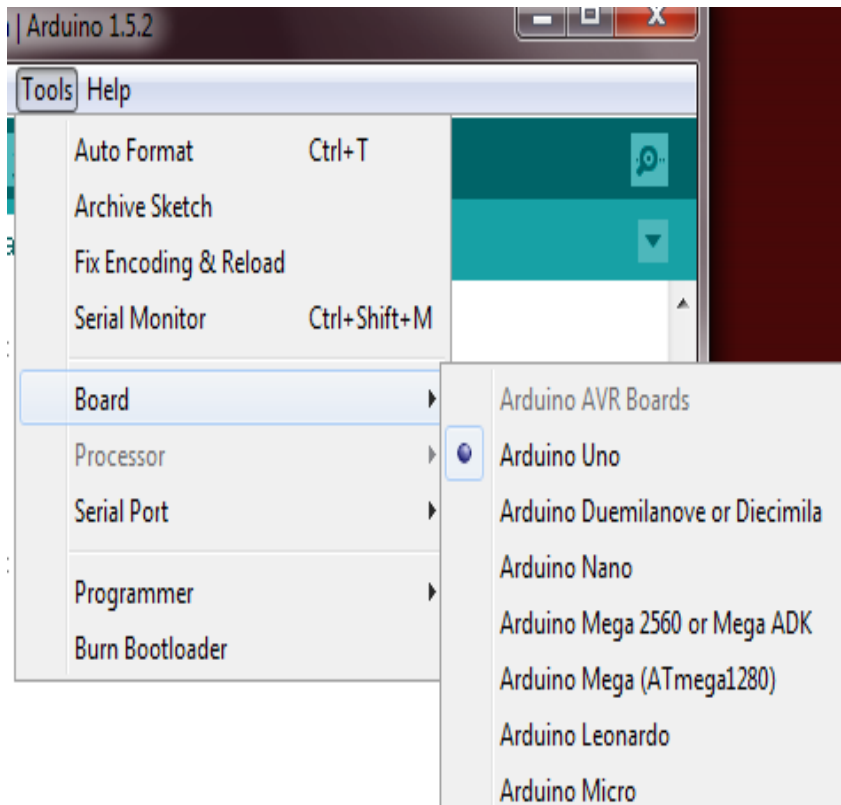 | Arduino 1.5.2
Tools Help
Auto Format Ctrl+T
Archive Sketch
Fix Encoding & Reload
Serial Monitor Ctrl+Shift+M
Board
Processor
Serial Port
Programmer
Burn Bootloader
Arduino AVR Boards
Arduino Uno
Arduino Duemilanove or Diecimila
Arduino Nano
Arduino Mega 2560 or Mega ADK
Arduino Mega (ATmega1280)
Arduino Leonardo
Arduino Micro